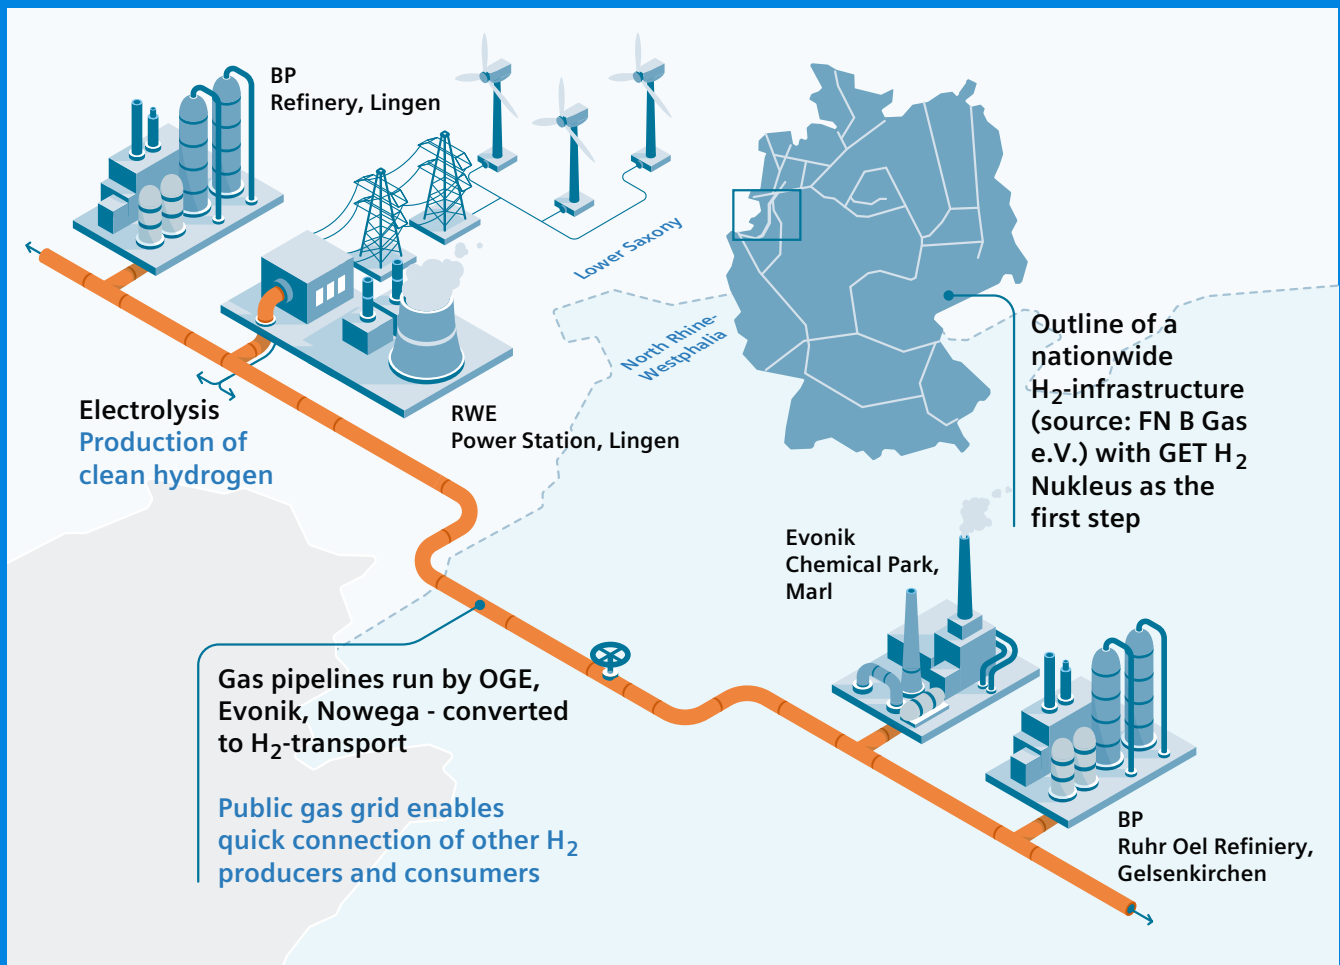 BP
Refinery, Lingen
Lower Saxony
North Rhine-
Westphalia
Outline of a
nationwide
H₂-infrastructure
(source: FN B Gas
e.V.) with GET H₂
Nukleus as the
first step
Electrolysis
Production of
clean hydrogen
RWE
Power Station, Lingen
Evonik
Chemical Park,
Marl
Gas pipelines run by OGE,
Evonik, Nowega - converted
to H₂-transport
Public gas grid enables
quick connection of other H₂
producers and consumers
BP
Ruhr Oel Refiniery,
Gelsenkirchen